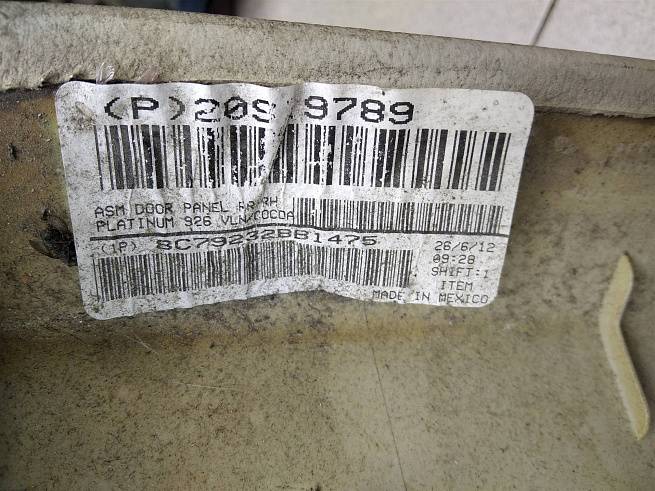 (P)20S 9789
ASM DOOR PANEL RH
PLATINUM 926 VLN/COCOA
(1P) 8C79232BB1475
26/6/12
09:28
SHIFT:1
ITEM
MADE IN MEXICO